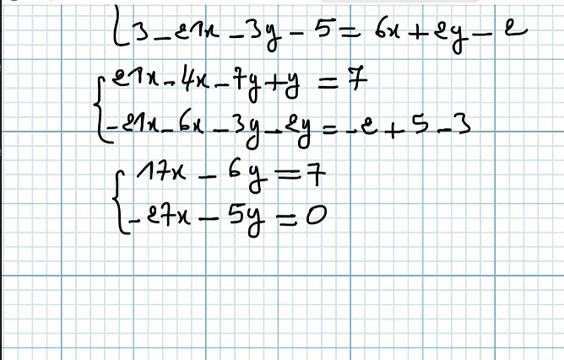 {3 - 21x - 3y - 5 = 6x + 2y - 2
{21x - 4x - 7y + y = 7
-21x - 6x - 3y - 2y = -2 + 5 - 3
{17x - 6y = 7
-27x - 5y = 0